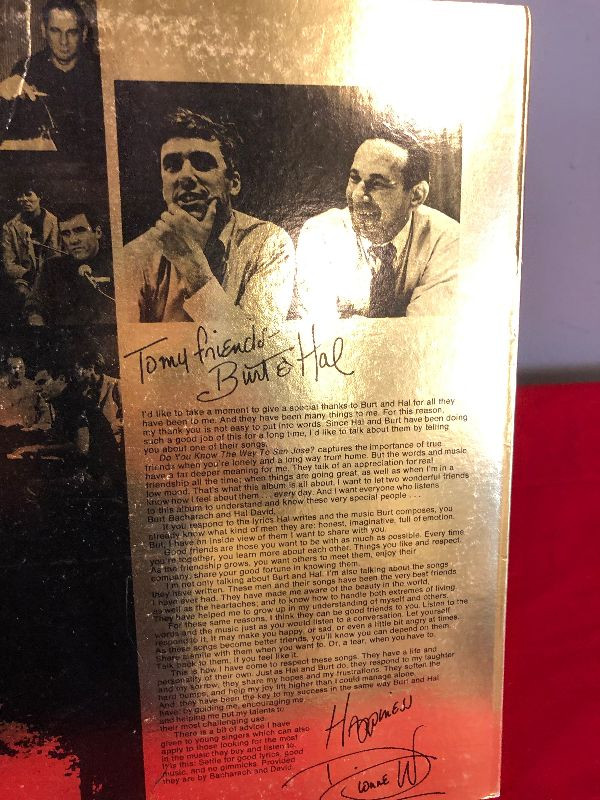 To my friends
Burt & Hal
I'd like to take a moment to give a special thanks to Burt and Hal for all they
have been to me. And they have been many things to me. For this reason,
my thank you is not easy to put into words. Since Hal and Burt have been doing
such a good job of this for a long time, I'd like to talk about them by telling
you about one of their songs.
Do You Know The Way To San Jose? captures the importance of true
friends when you're lonely and a long way from home. But the words and music
have a far deeper meaning for me. They talk of an appreciation for real
friendship all the time; when things are going great, as well as when I'm in a
low mood. That's what this album is all about. I want to let two wonderful friends
know how I feel about them . . . every day. And I want everyone who listens
to this album to understand and know these very special people . . .
Burt Bacharach and Hal David.
If you respond to the lyrics Hal writes and the music Burt composes, you
already know what kind of men they are: honest, imaginative, full of emotion.
But, I have an inside view of them I want to share with you.
Good friends are those you want to be with as much as possible. Every time
you're together, you learn more about each other. Things you like and respect.
As the friendship grows, you want others to meet them, enjoy their
company, share your good fortune in knowing them.
I'm not only talking about Burt and Hal. I'm also talking about the songs
they have written. These men and their songs have been the very best friends
I have ever had. They have made me aware of the beauty in the world,
as well as the heartaches; and to know how to handle both extremes of living.
They have helped me to grow up in my understanding of myself and others.
For these same reasons, I think they can be good friends to you. Listen to the
words and the music just as you would listen to a conversation. Let yourself
respond to it. It may make you happy, or sad, or even a little bit angry at times.
As these songs become better friends, you'll know you can depend on them.
Share a smile with them when you want to. Or, a tear, when you have to.
Talk back to them, if you feel like it.
This is how I have come to respect these songs. They have a life and
personality of their own. Just as Hal and Burt do, they respond to my laughter
and my sorrow, they share my hopes and my frustrations. They soften the
hard bumps, and help my joy lift higher than I could manage alone.
And, they have been the key to my success in the same way Burt and Hal
have: by guiding me, encouraging me
and helping me put my talents to
their most challenging use.
There is a bit of advice I have
given to young singers which can also
apply to those looking for the most
in the music they buy and listen to.
It is this: Settle for good lyrics, good
music, and no gimmicks. Provided
they are by Bacharach and David.
Happiness
Dionne W